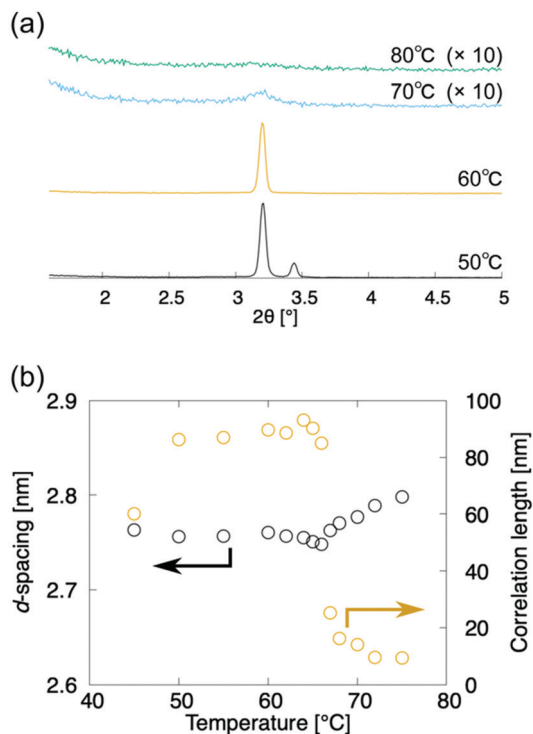 (a)
80°C (× 10)
70°C (× 10)
60°C
50°C
2 2.5 3 3.5 4 4.5 5
2θ [°]
(b)
2.9 100
80
2.8
60
40
2.7
20
2.6 0
40 50 60 70 80
d-spacing [nm]
Correlation length [nm]
Temperature [°C]